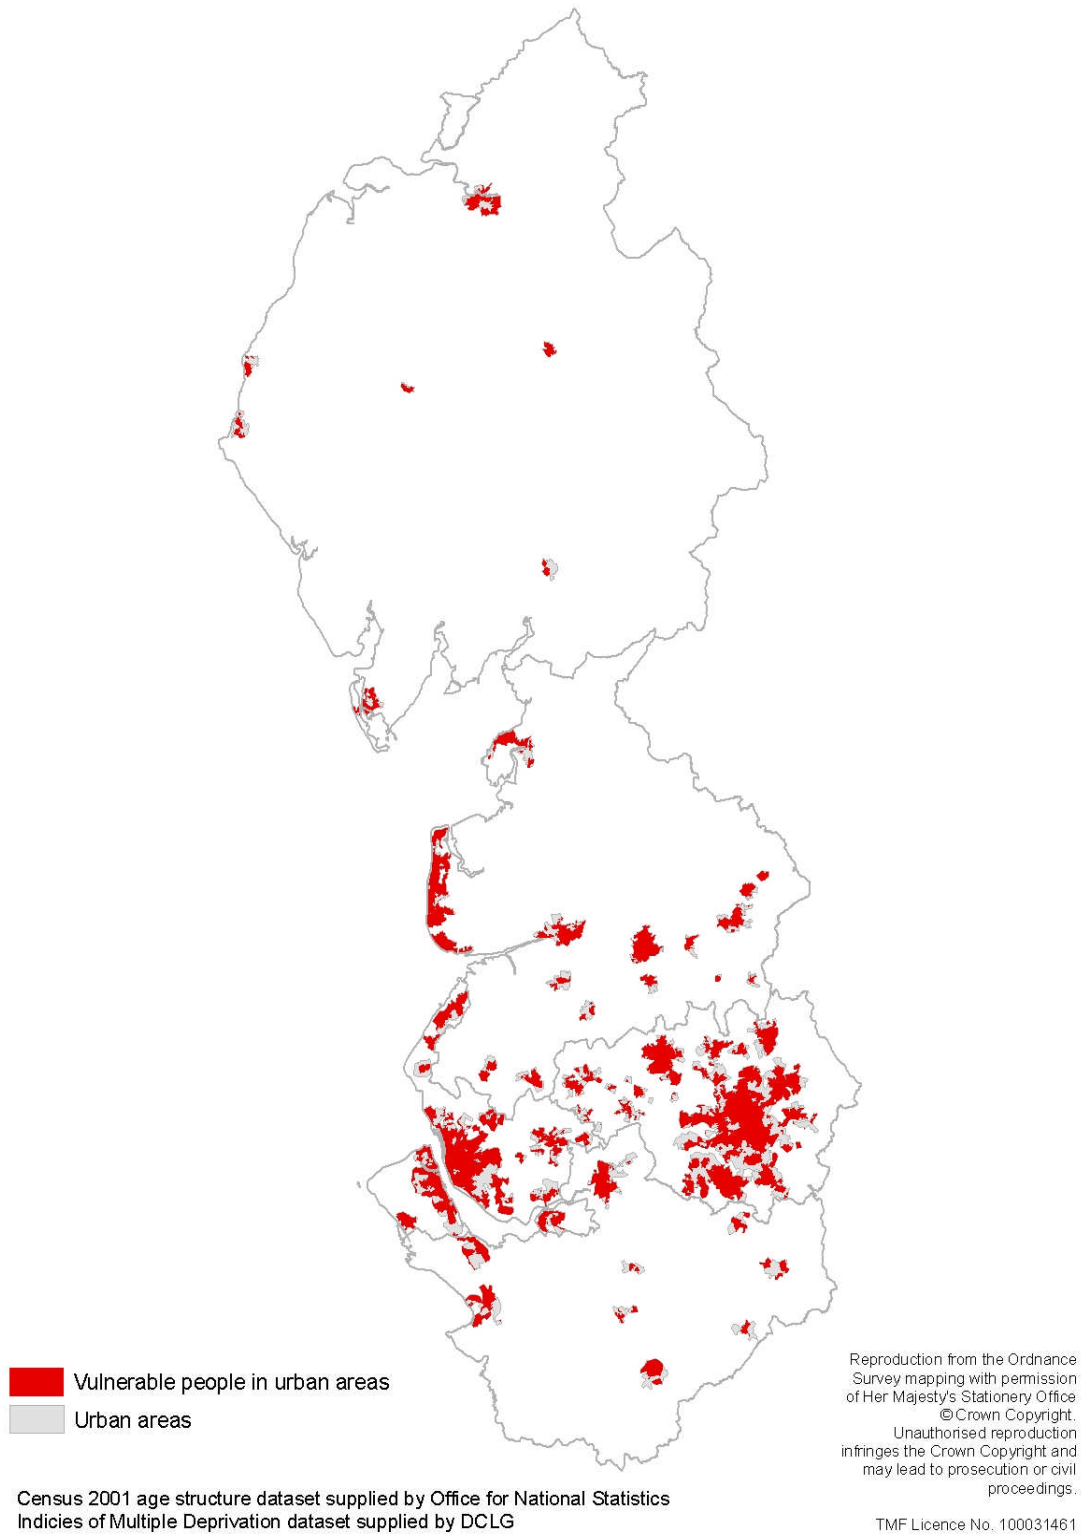 Vulnerable people in urban areas
Urban areas
Reproduction from the Ordnance
Survey mapping with permission
of Her Majesty's Stationery Office
© Crown Copyright.
Unauthorised reproduction
infringes the Crown Copyright and
may lead to prosecution or civil
proceedings.
Census 2001 age structure dataset supplied by Office for National Statistics
Indicies of Multiple Deprivation dataset supplied by DCLG
TMF Licence No. 100031461